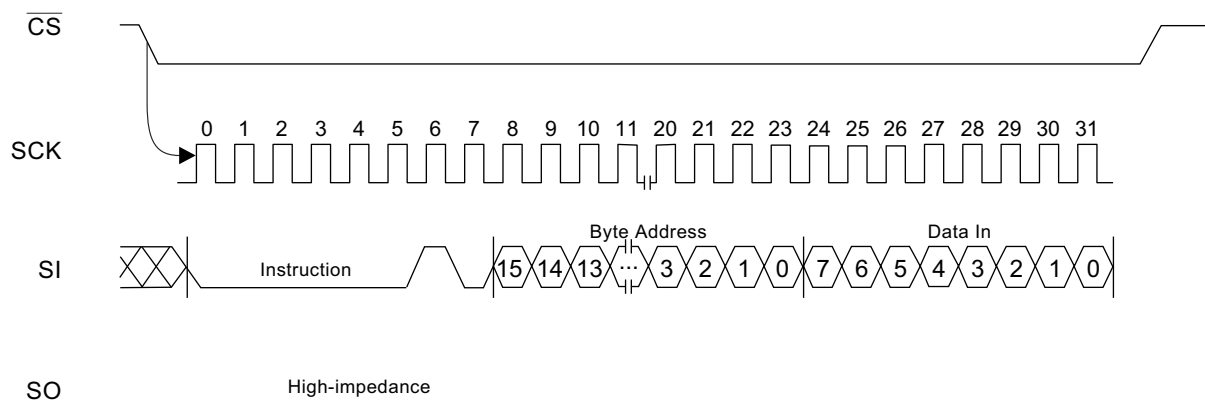 CS
SCK
0 1 2 3 4 5 6 7 8 9 10 11 20 21 22 23 24 25 26 27 28 29 30 31
Byte Address
Data In
SI
Instruction
15 14 13 ... 3 2 1 0 7 6 5 4 3 2 1 0
SO
High-impedance